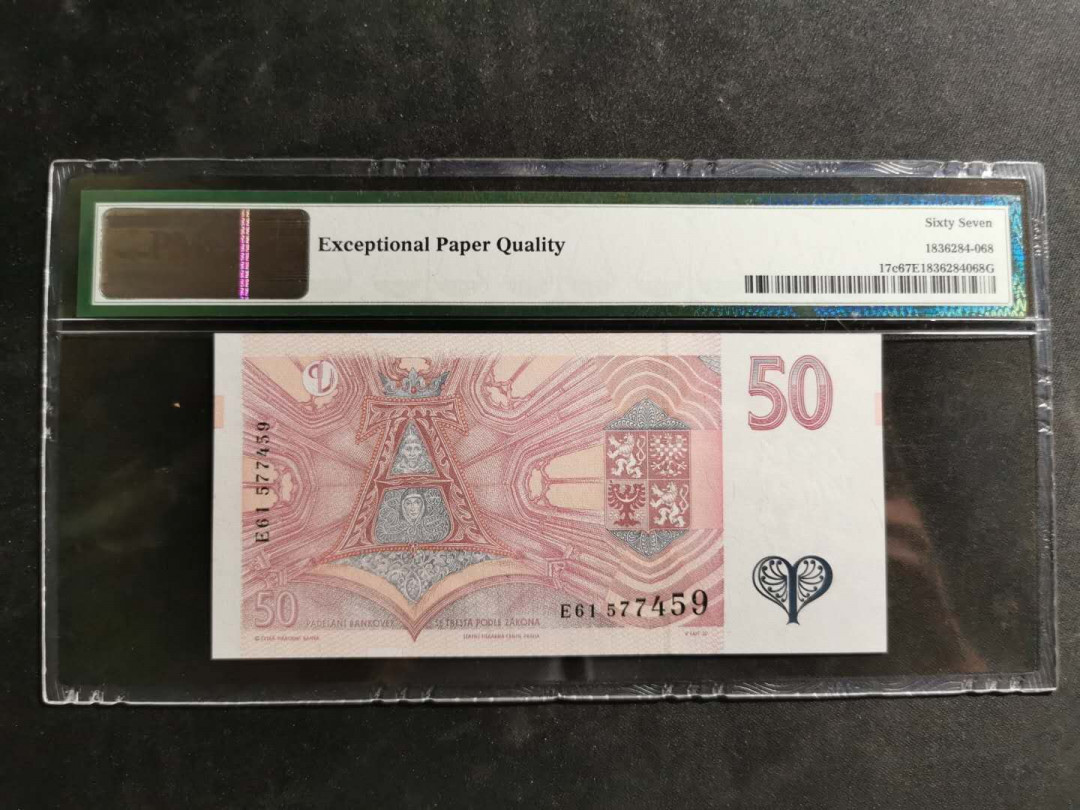 Exceptional Paper Quality
Sixty Seven
1836284-068
17c67E1836284068G
50
E61 577459
50
PADĚLÁNÍ BANKOVEK SE TRESTÁ PODLE ZÁKONA
E61 577459